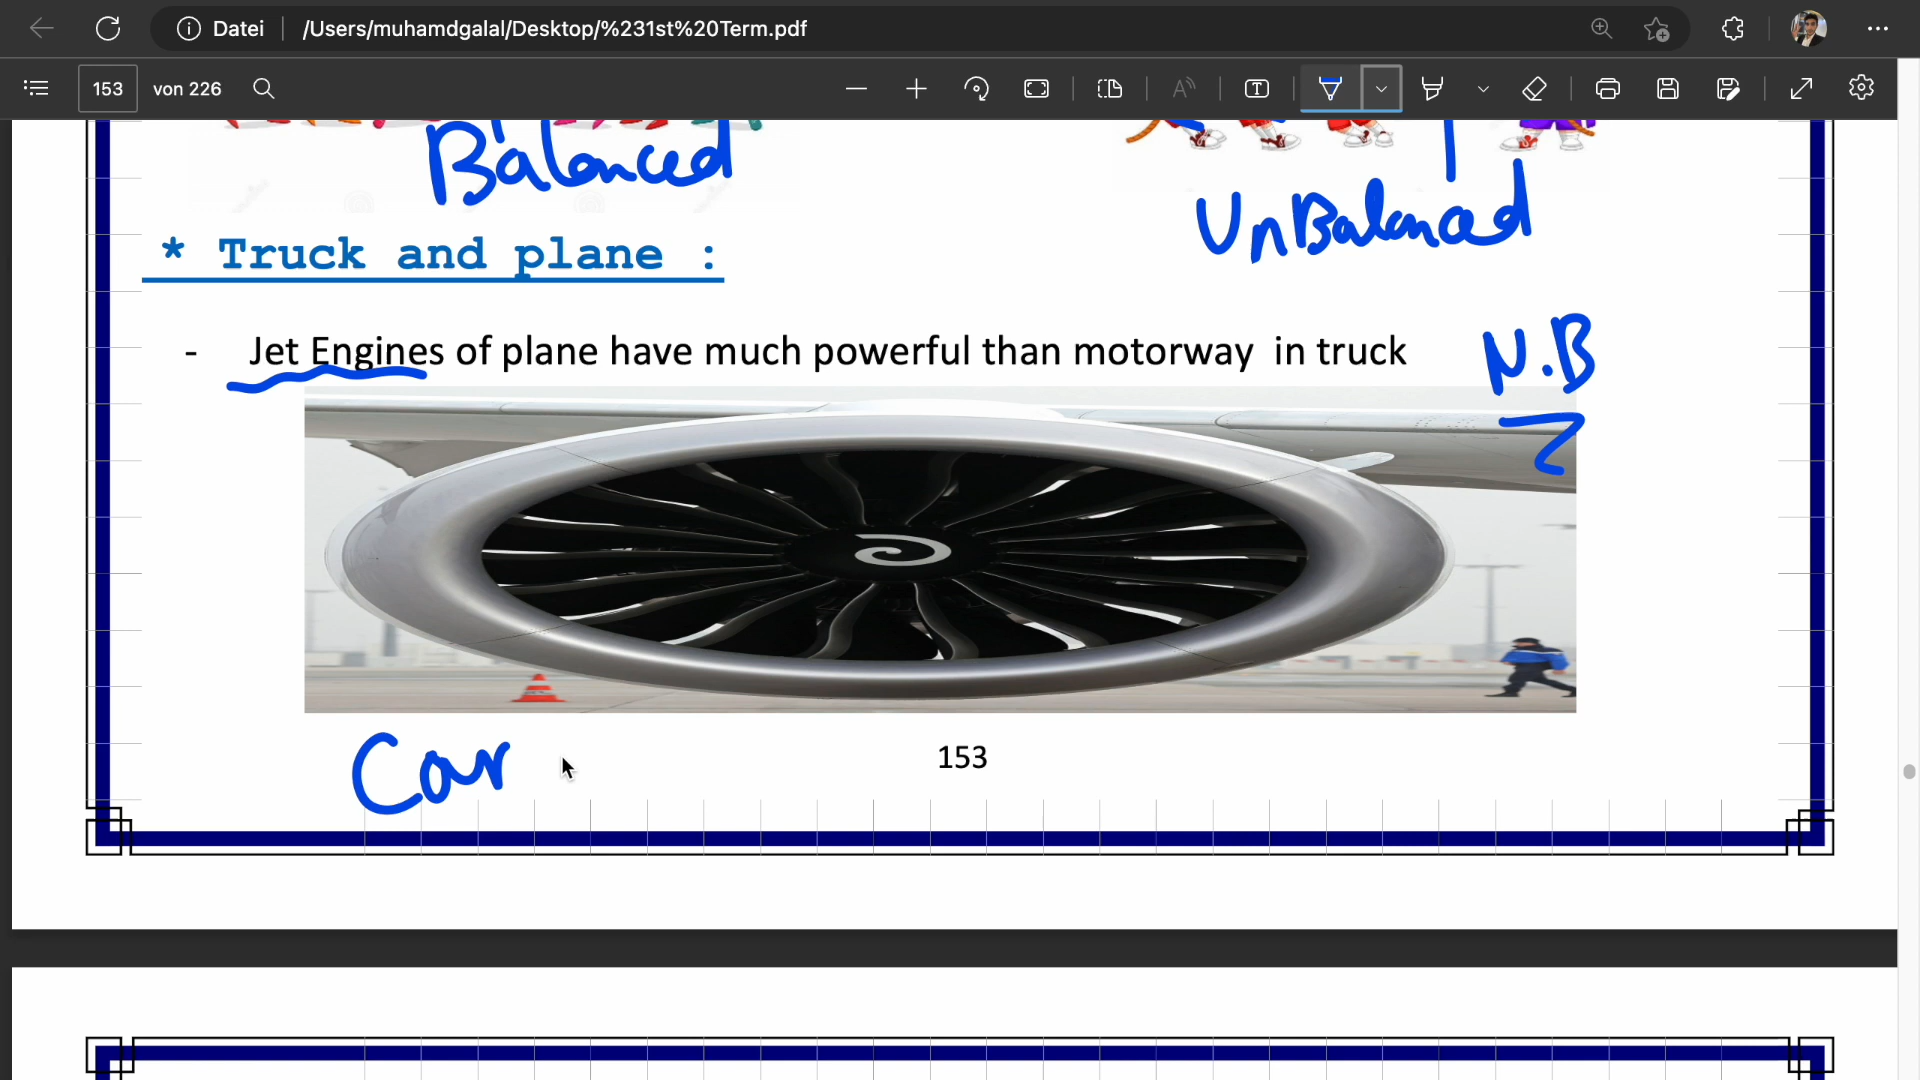 Datei
/Users/muhamdgalal/Desktop/%231st%20Term.pdf
153 von 226
Balanced
UnBalanced
* Truck and plane :
- Jet Engines of plane have much powerful than motorway in truck
N.B
Car
153